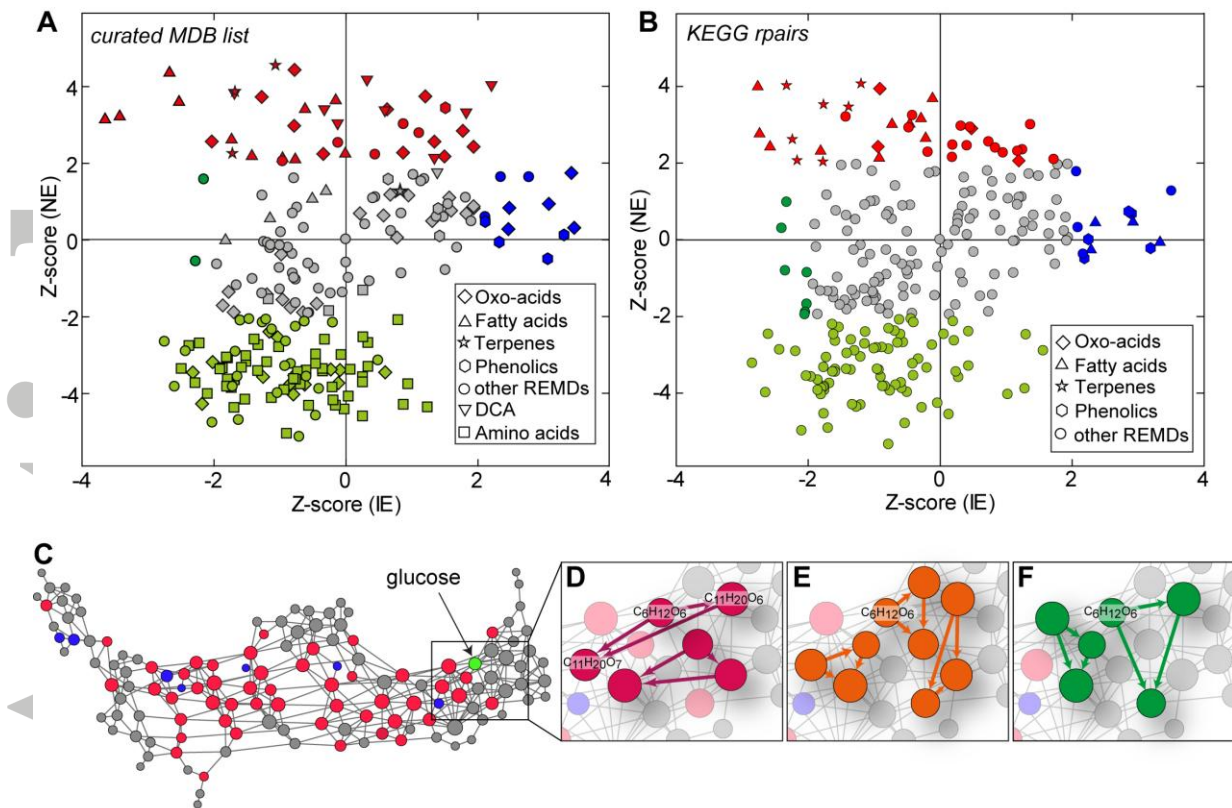 A curated MDB list
4
2
0
-2
-4
Z-score (NE)
Oxo-acids
Fatty acids
Terpenes
Phenolics
other REMDs
DCA
Amino acids
-4 -2 0 2 4
Z-score (IE)
B KEGG rpairs
4
2
0
-2
-4
Z-score (NE)
Oxo-acids
Fatty acids
Terpenes
Phenolics
other REMDs
-4 -2 0 2 4
Z-score (IE)
C
glucose
D
C6H12O6
C11H20O6
C11H20O7
E
C6H12O6
F
C6H12O6